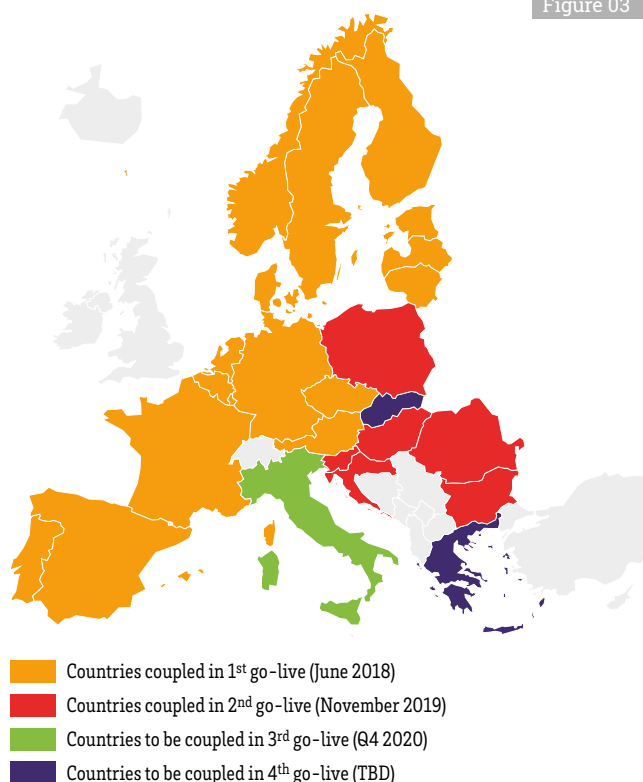 Figure 03
Countries coupled in 1st go-live (June 2018)
Countries coupled in 2nd go-live (November 2019)
Countries to be coupled in 3rd go-live (Q4 2020)
Countries to be coupled in 4th go-live (TBD)